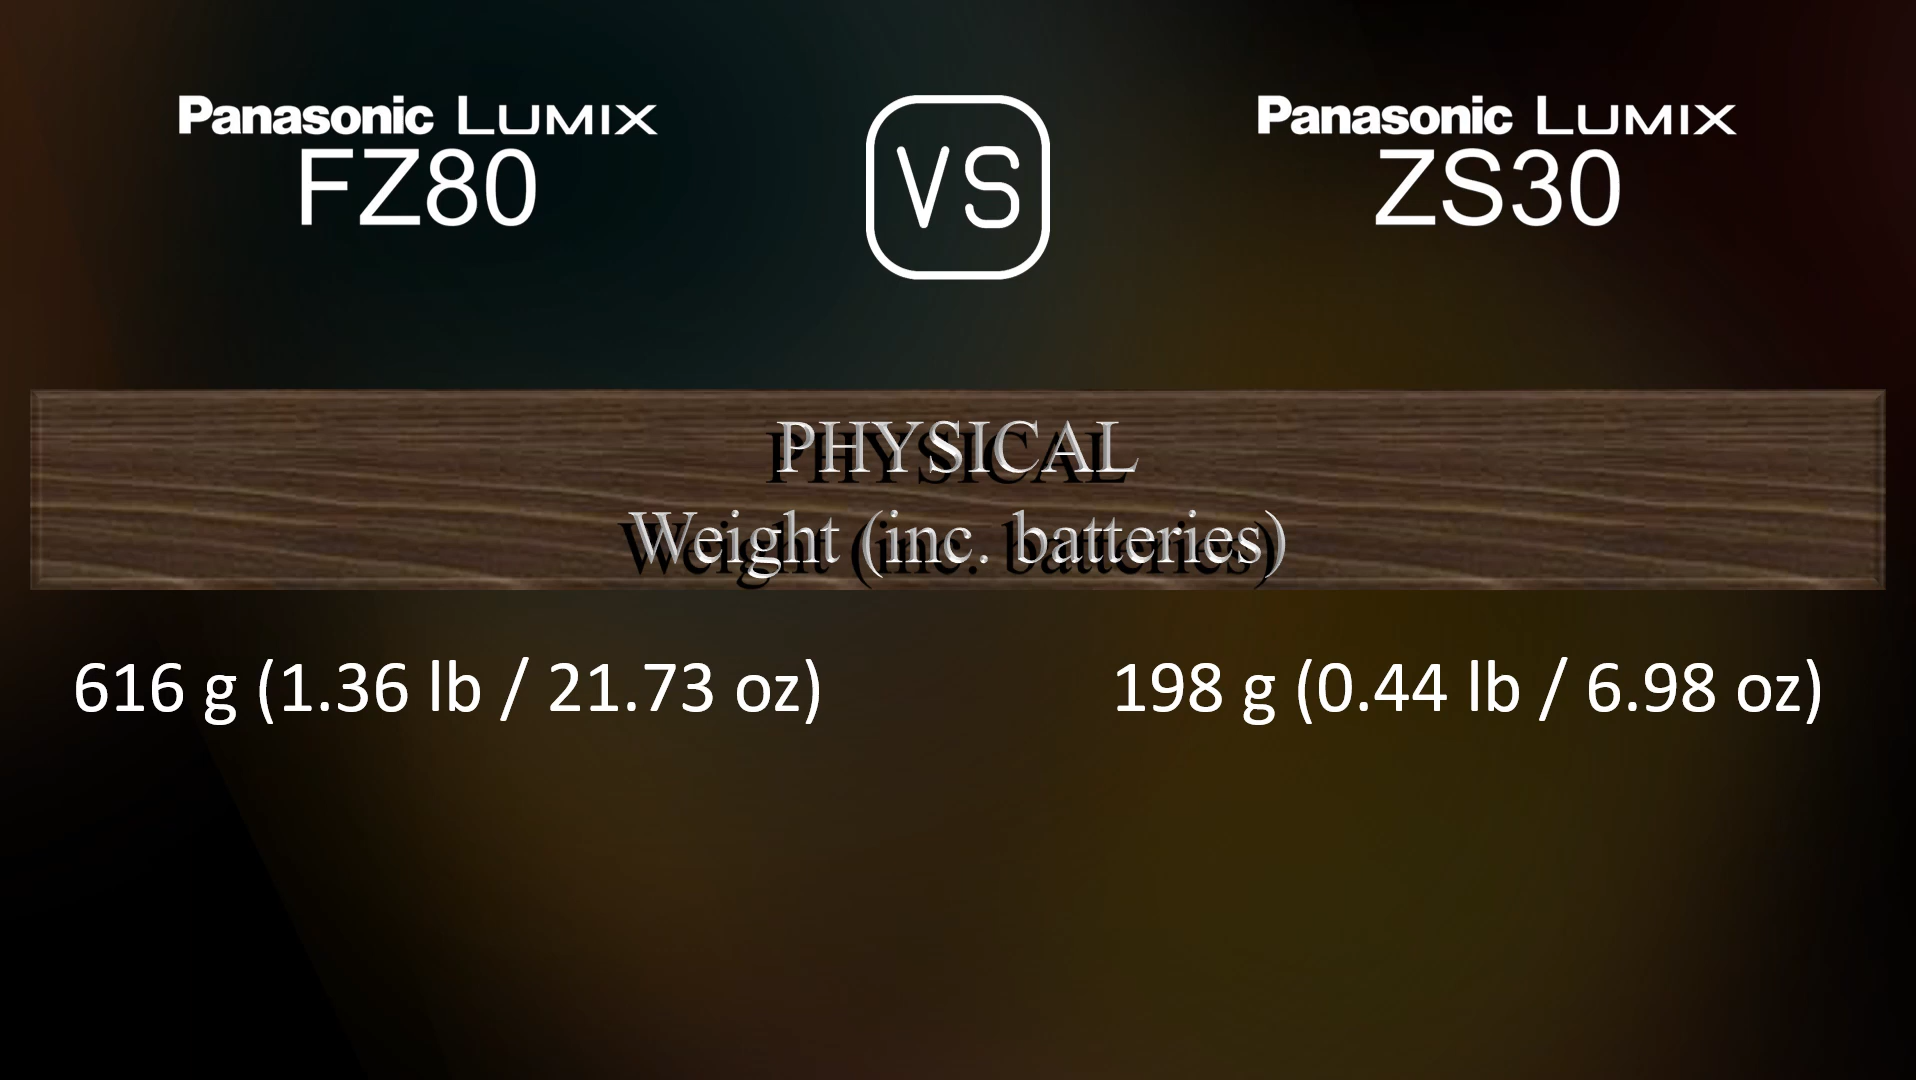 Panasonic LUMIX
FZ80
VS
Panasonic LUMIX
ZS30
PHYSICAL
Weight (inc. batteries)
616 g (1.36 lb / 21.73 oz)
198 g (0.44 lb / 6.98 oz)